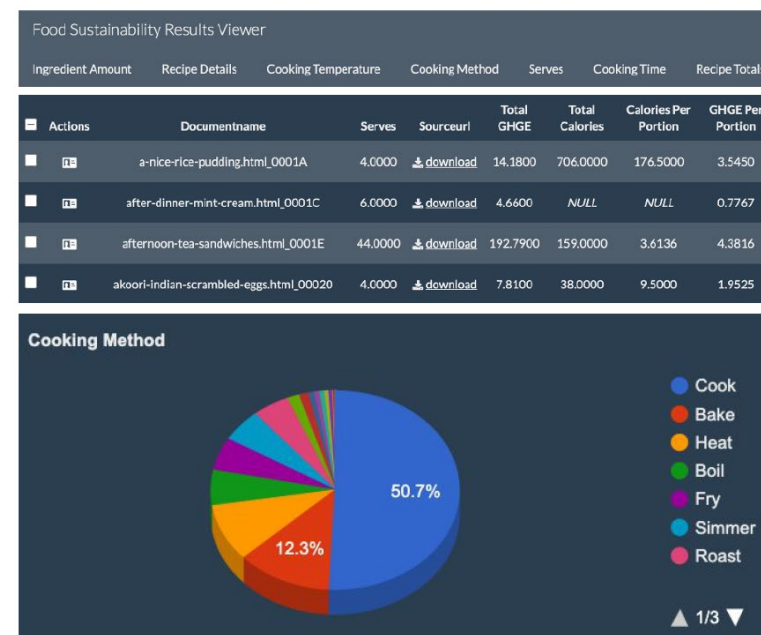 Food Sustainability Results Viewer
Ingredient Amount Recipe Details Cooking Temperature Cooking Method Serves Cooking Time Recipe Totals
Actions Documentname Serves Sourceurl Total GHGE Total Calories Calories Per Portion GHGE Per Portion
a-nice-rice-pudding.html_0001A 4.0000 download 14.1800 706.0000 176.5000 3.5450
after-dinner-mint-cream.html_0001C 6.0000 download 4.6600 NULL NULL 0.7767
afternoon-tea-sandwiches.html_0001E 44.0000 download 192.7900 159.0000 3.6136 4.3816
akoori-indian-scrambled-eggs.html_00020 4.0000 download 7.8100 38.0000 9.5000 1.9525
Cooking Method
50.7%
12.3%
Cook
Bake
Heat
Boil
Fry
Simmer
Roast
1/3